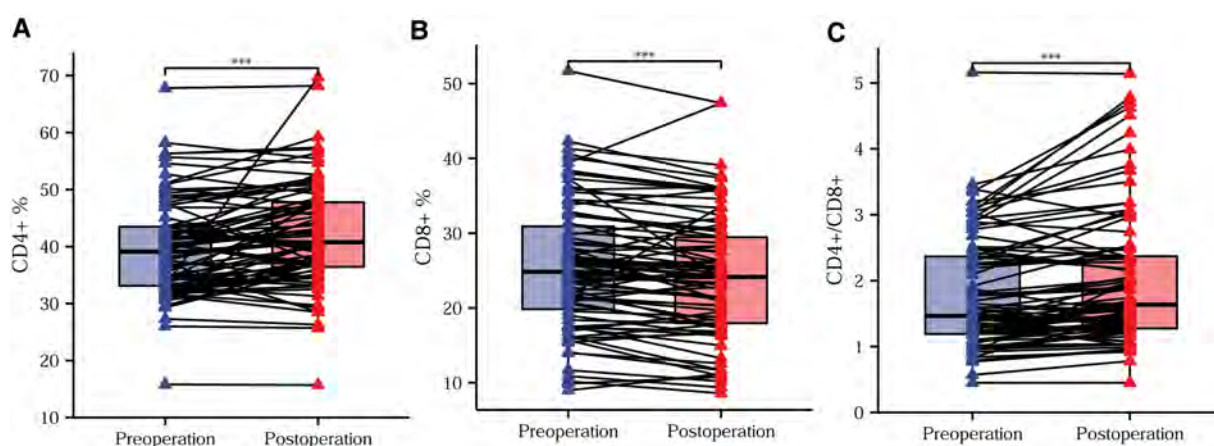 A
***
CD4+ %
70
60
50
40
30
20
10
Preoperation Postoperation
B
***
CD8+ %
50
40
30
20
10
Preoperation Postoperation
C
***
CD4+/CD8+
5
4
3
2
1
0
Preoperation Postoperation